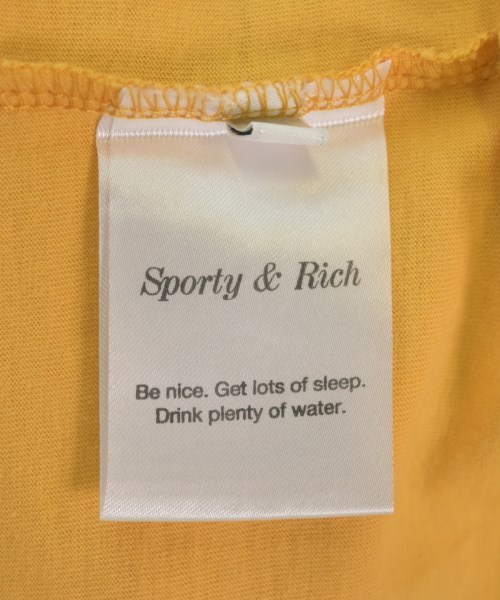 Sporty & Rich
Be nice. Get lots of sleep.
Drink plenty of water.